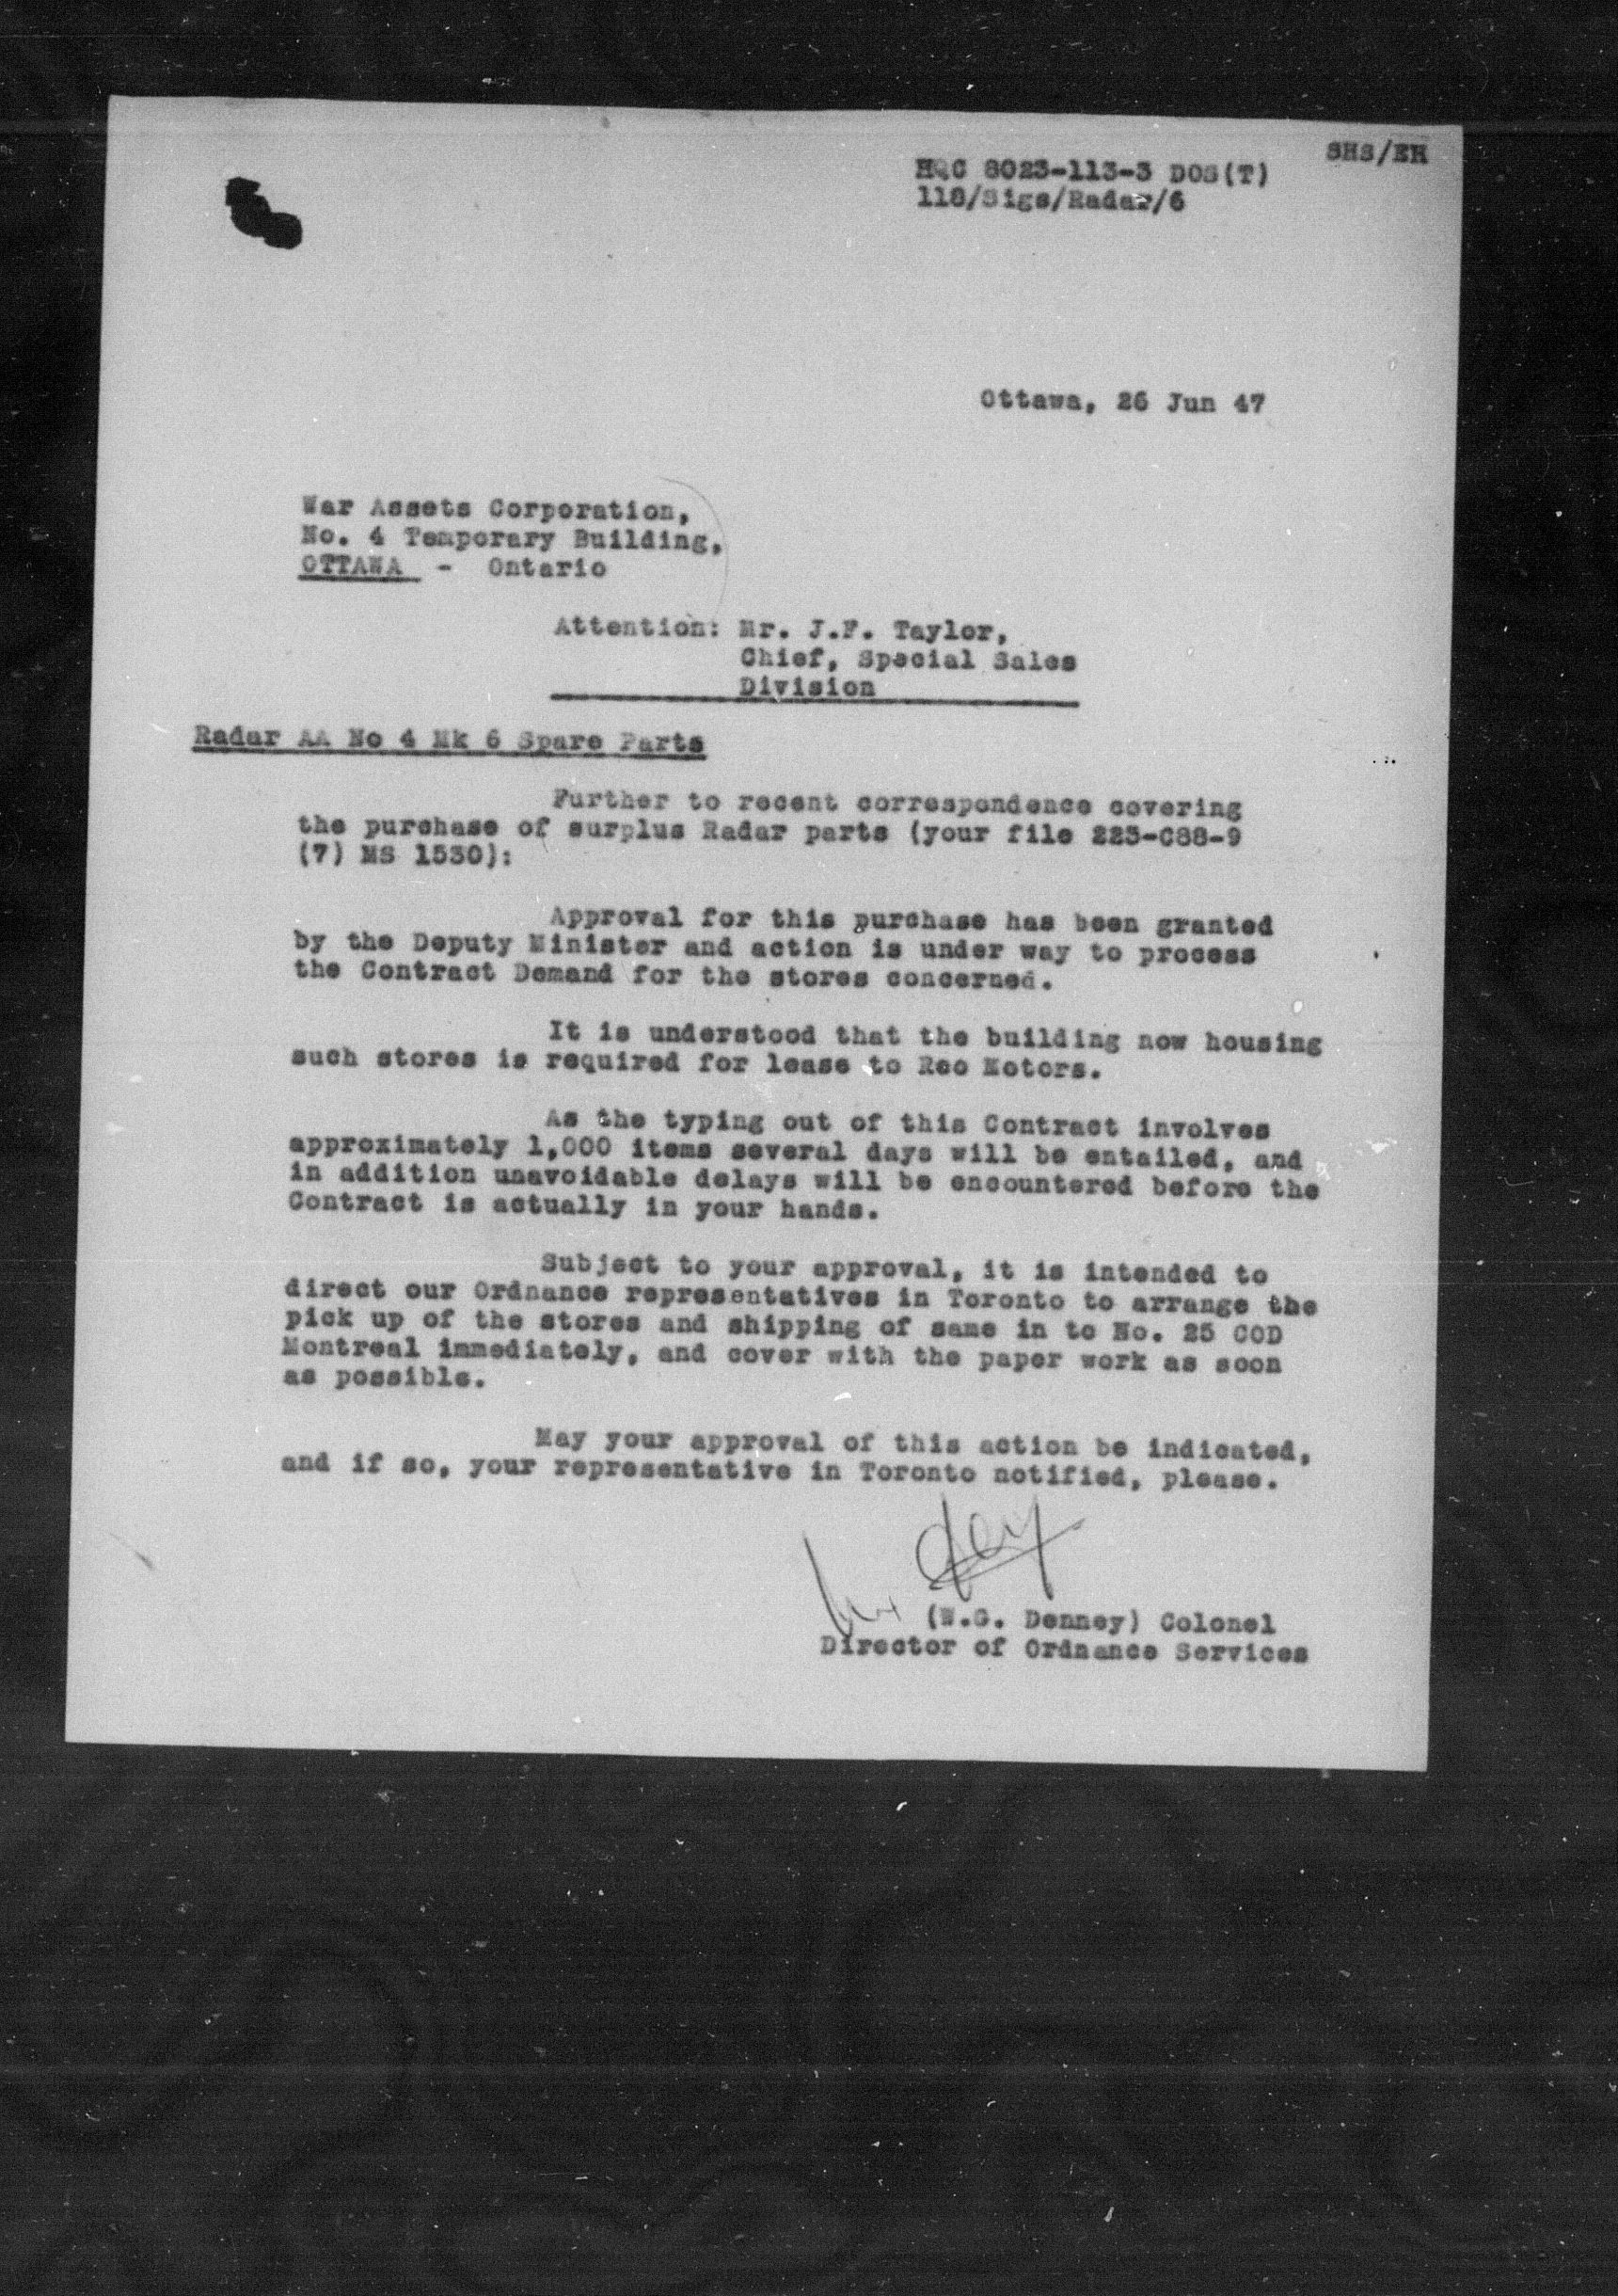 SHS/EH
HQC 8023-113-3 DOS(T)
118/Sigs/Radar/6
Ottawa, 26 Jun 47
War Assets Corporation,
No. 4 Temporary Building,
OTTAWA - Ontario
Attention: Mr. J.F. Taylor,
Chief, Special Sales
Division
Radar AA No 4 Mk 6 Spare Parts
Further to recent correspondence covering
the purchase of surplus Radar parts (your file 223-C88-9
(7) MS 1530):
Approval for this purchase has been granted
by the Deputy Minister and action is under way to process
the Contract Demand for the stores concerned.
It is understood that the building now housing
such stores is required for lease to Reo Motors.
As the typing out of this Contract involves
approximately 1,000 items several days will be entailed, and
in addition unavoidable delays will be encountered before the
Contract is actually in your hands.
Subject to your approval, it is intended to
direct our Ordnance representatives in Toronto to arrange the
pick up of the stores and shipping of same in to No. 25 COD
Montreal immediately, and cover with the paper work as soon
as possible.
May your approval of this action be indicated,
and if so, your representative in Toronto notified, please.
(W.G. Denney) Colonel
Director of Ordnance Services